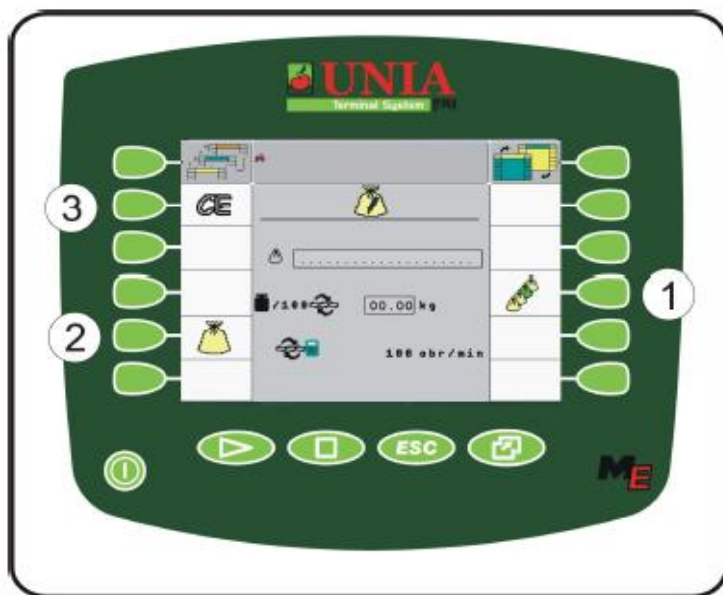 UNIA
Terminal System
3
CE
1
/100
00.00 kg
2
100 obr/min
ESC
ME